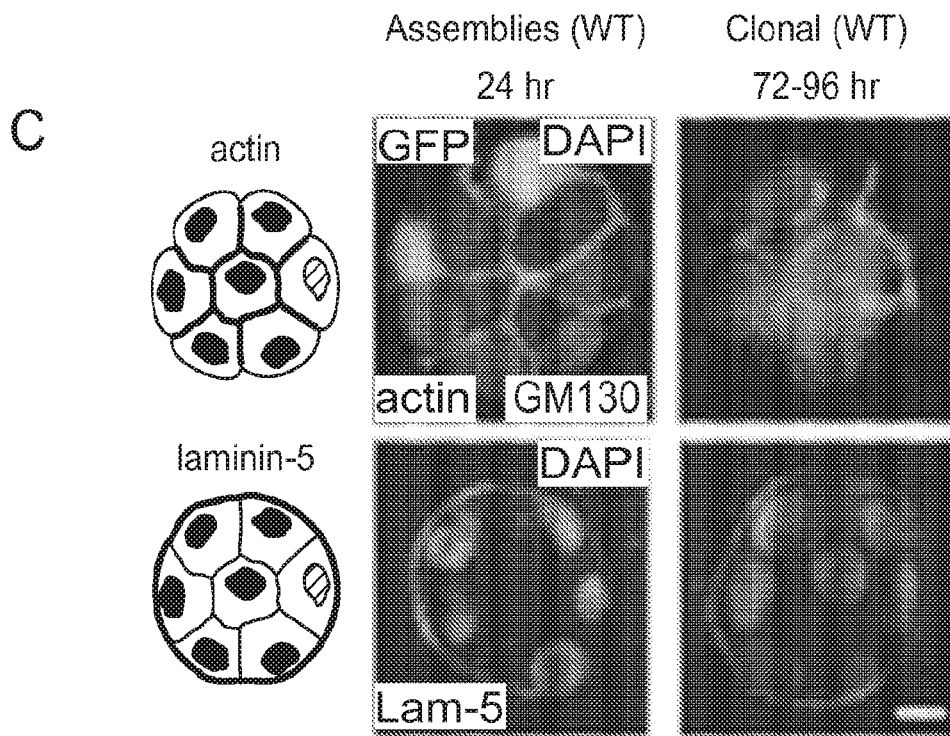 Assemblies (WT) Clonal (WT)
24 hr 72-96 hr
C
actin
GFP DAPI
actin GM130
laminin-5
DAPI
Lam-5